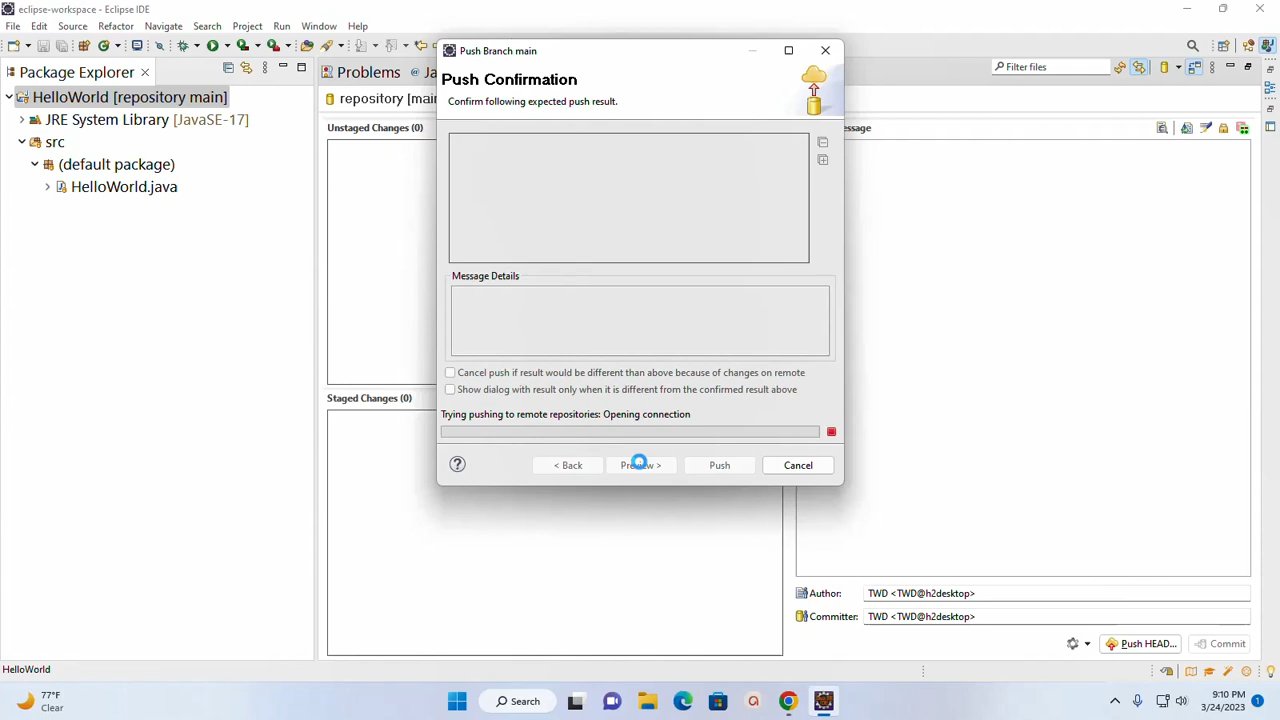 eclipse-workspace - Eclipse IDE
File Edit Source Refactor Navigate Search Project Run Window Help
Package Explorer
HelloWorld [repository main]
JRE System Library [JavaSE-17]
src
(default package)
HelloWorld.java
Problems @
Filter files
repository [main
Unstaged Changes (0)
Staged Changes (0)
Push Branch main
Push Confirmation
Confirm following expected push result.
Message Details
Cancel push if result would be different than above because of changes on remote
Show dialog with result only when it is different from the confirmed result above
Trying pushing to remote repositories: Opening connection
< Back Preview > Push Cancel
Author: TWD <TWD@h2desktop>
Committer: TWD <TWD@h2desktop>
Push HEAD... Commit
HelloWorld
77°F
Clear
Search
9:10 PM
3/24/2023
1